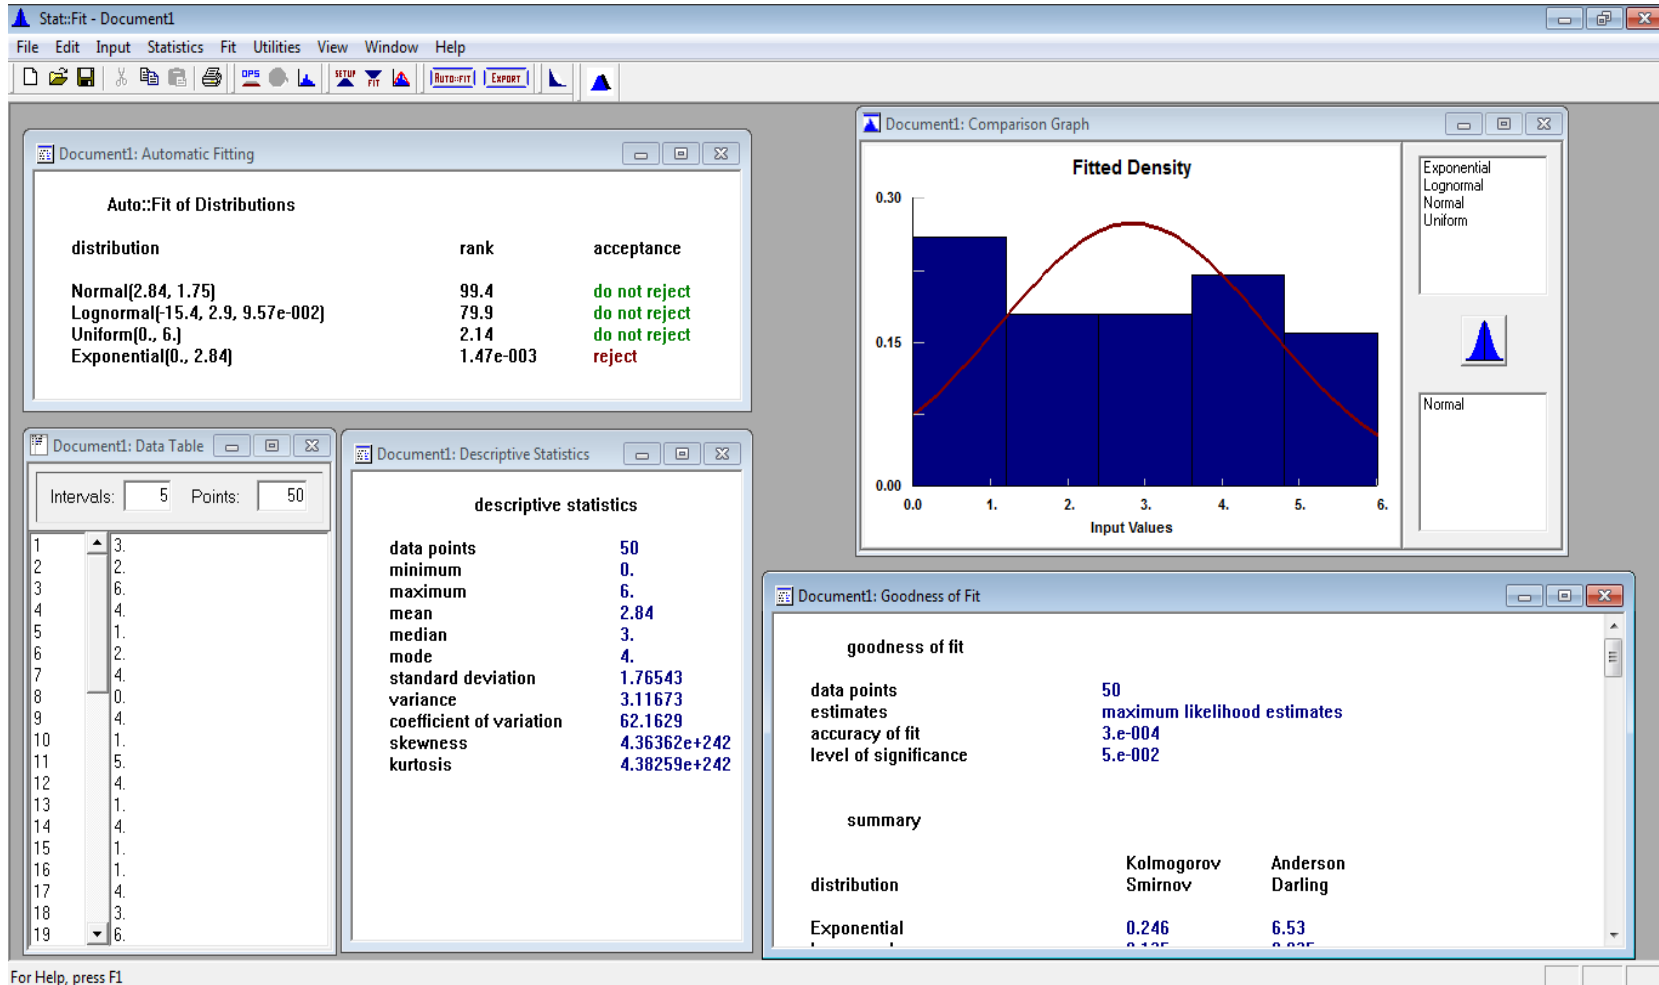 Stat::Fit - Document1
File Edit Input Statistics Fit Utilities View Window Help
OPS SETUP FIT AUTO::FIT EXPORT
Document1: Automatic Fitting
Auto::Fit of Distributions
distribution rank acceptance
Normal(2.84, 1.75) 99.4 do not reject
Lognormal(-15.4, 2.9, 9.57e-002) 79.9 do not reject
Uniform(0., 6.) 2.14 do not reject
Exponential(0., 2.84) 1.47e-003 reject
Document1: Comparison Graph
Fitted Density
0.30
0.15
0.00
0.0 1. 2. 3. 4. 5. 6.
Input Values
Exponential
Lognormal
Normal
Uniform
Normal
Document1: Data Table
Intervals: 5 Points: 50
1 3.
2 2.
3 6.
4 4.
5 1.
6 2.
7 4.
8 0.
9 4.
10 1.
11 5.
12 4.
13 1.
14 4.
15 1.
16 1.
17 4.
18 3.
19 6.
Document1: Descriptive Statistics
descriptive statistics
data points 50
minimum 0.
maximum 6.
mean 2.84
median 3.
mode 4.
standard deviation 1.76543
variance 3.11673
coefficient of variation 62.1629
skewness 4.36362e+242
kurtosis 4.38259e+242
Document1: Goodness of Fit
goodness of fit
data points 50
estimates maximum likelihood estimates
accuracy of fit 3.e-004
level of significance 5.e-002
summary
Kolmogorov Anderson
distribution Smirnov Darling
Exponential 0.246 6.53
For Help, press F1